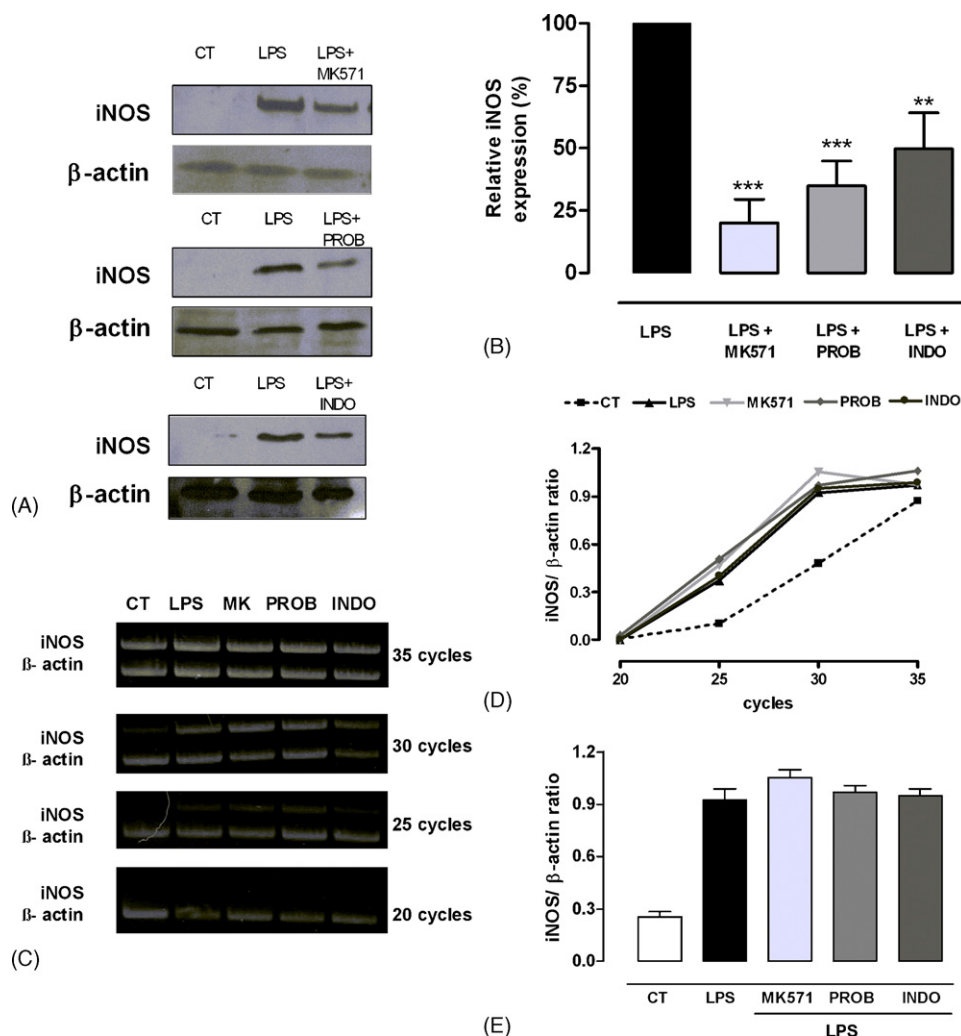 CT LPS LPS+
MK571
iNOS
β-actin
CT LPS LPS+
PROB
iNOS
β-actin
CT LPS LPS+
INDO
iNOS
β-actin
(A)
Relative iNOS
expression (%)
100
75
50
25
0
***
***
**
LPS LPS + LPS + LPS +
MK571 PROB INDO
(B)
CT LPS MK PROB INDO
iNOS
ß- actin
35 cycles
iNOS
ß- actin
30 cycles
iNOS
ß- actin
25 cycles
iNOS
ß- actin
20 cycles
(C)
CT LPS MK571 PROB INDO
iNOS/ β-actin ratio
1.2
0.9
0.6
0.3
0.0
20 25 30 35
cycles
(D)
iNOS/ β-actin ratio
1.2
0.9
0.6
0.3
0.0
CT LPS MK571 PROB INDO
LPS
(E)